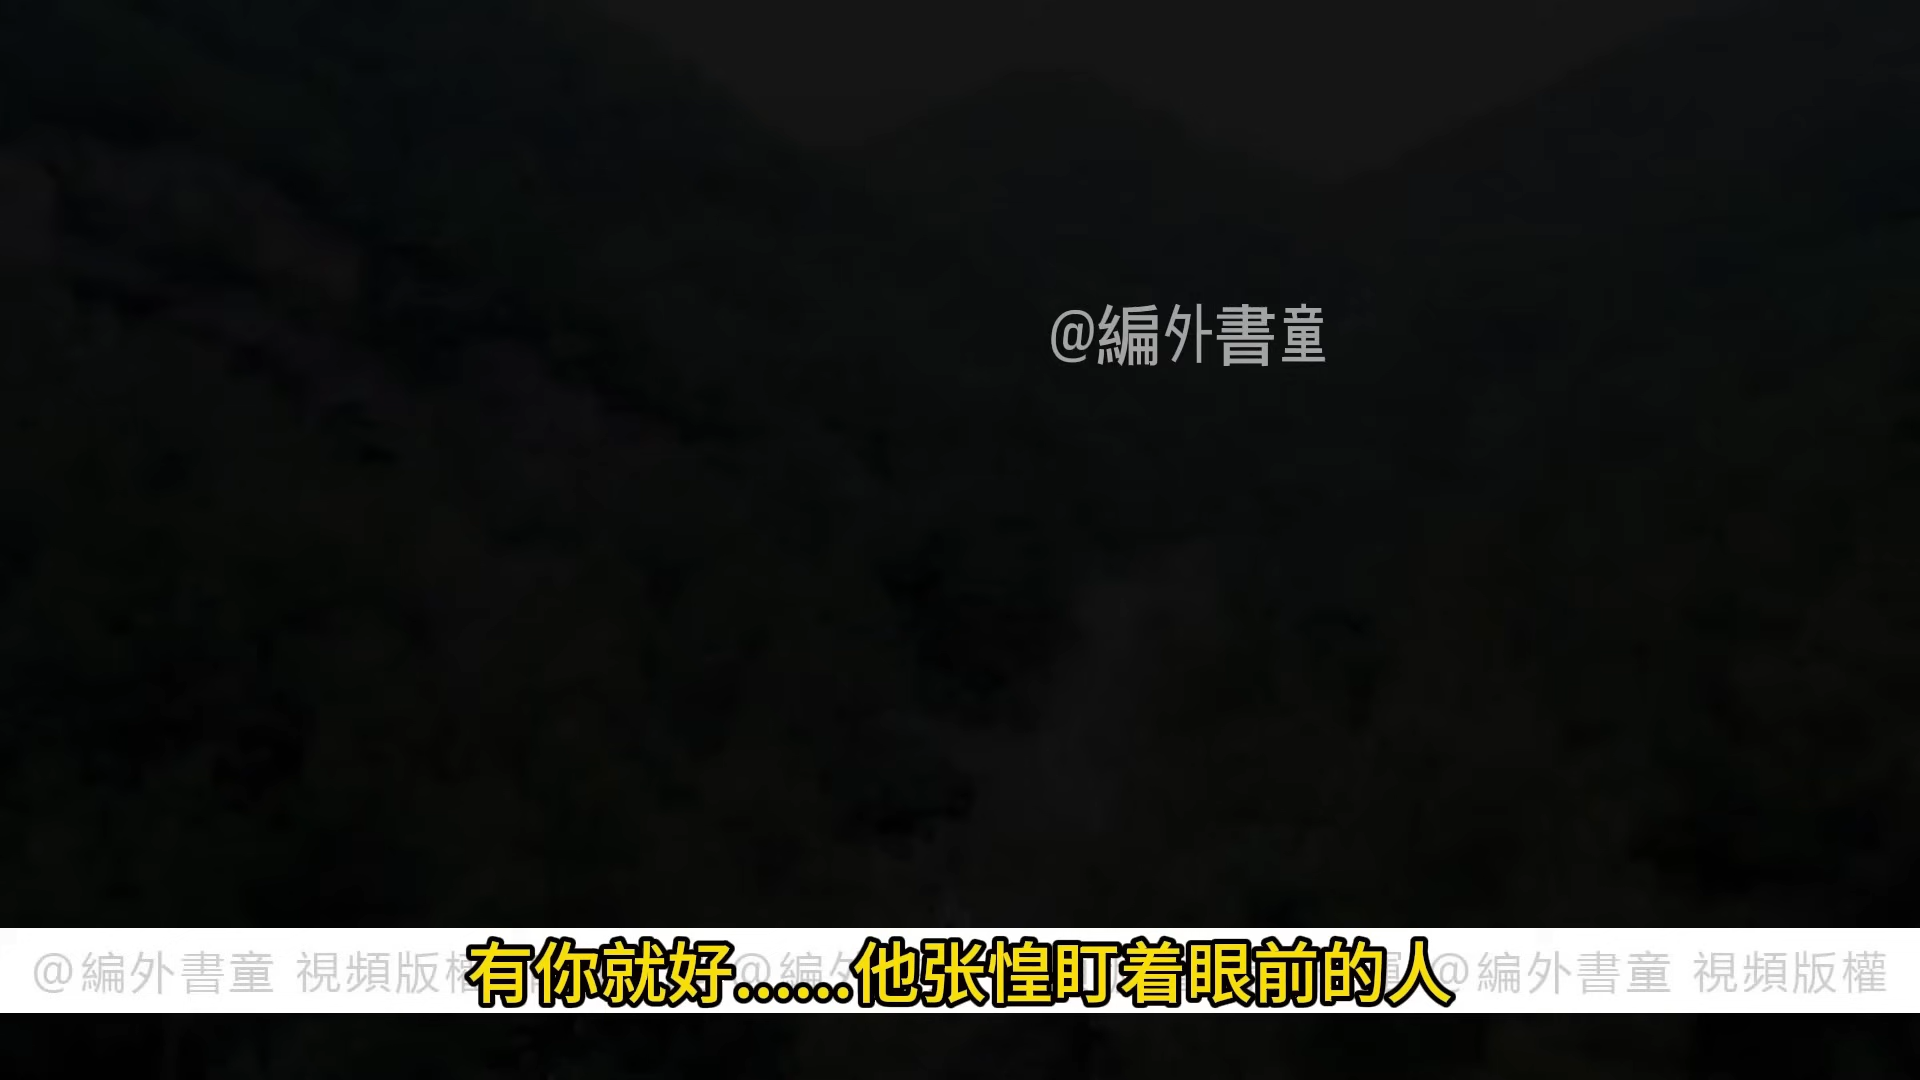 @編外書童
@編外書童 視頻版權
有你就好......他张惶盯着眼前的人
@編外書童 視頻版權